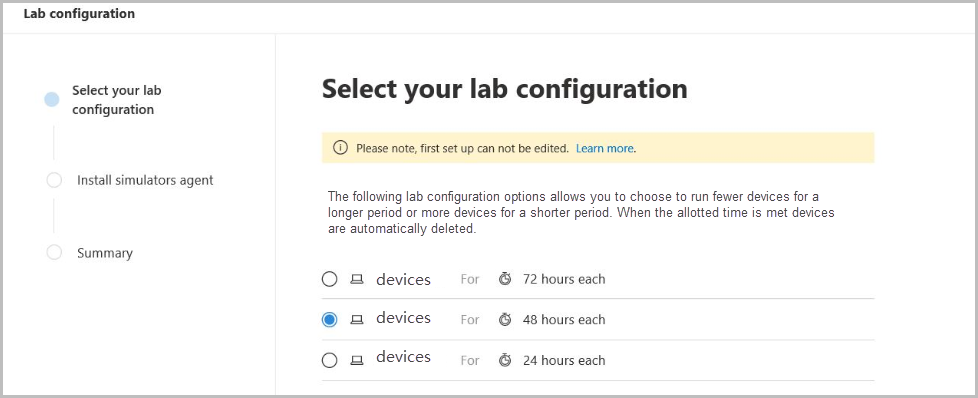 Lab configuration
Select your lab
configuration
Install simulators agent
Summary
Select your lab configuration
Please note, first set up can not be edited. Learn more.
The following lab configuration options allows you to choose to run fewer devices for a
longer period or more devices for a shorter period. When the allotted time is met devices
are automatically deleted.
devices For 72 hours each
devices For 48 hours each
devices For 24 hours each